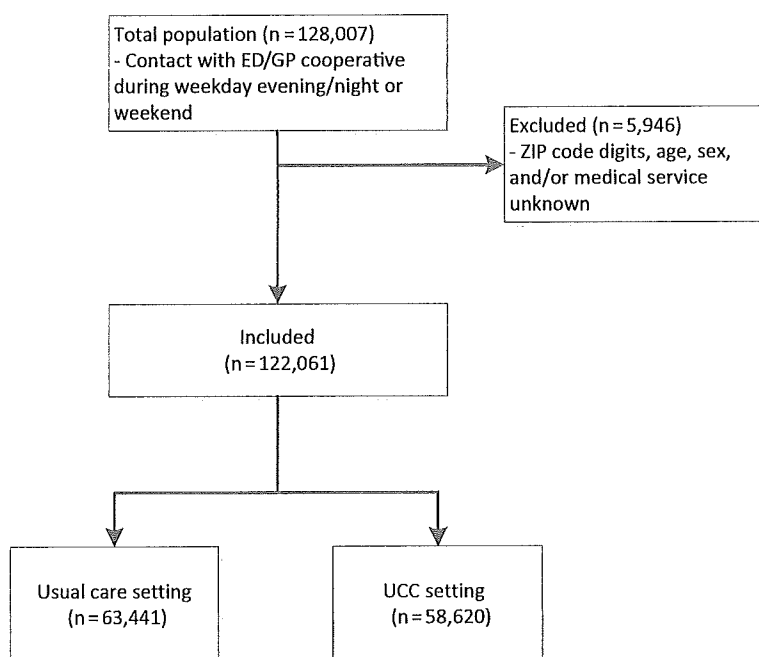 Total population (n = 128,007)
- Contact with ED/GP cooperative
during weekday evening/night or
weekend
Excluded (n = 5,946)
- ZIP code digits, age, sex,
and/or medical service
unknown
Included
(n = 122,061)
Usual care setting
(n = 63,441)
UCC setting
(n = 58,620)